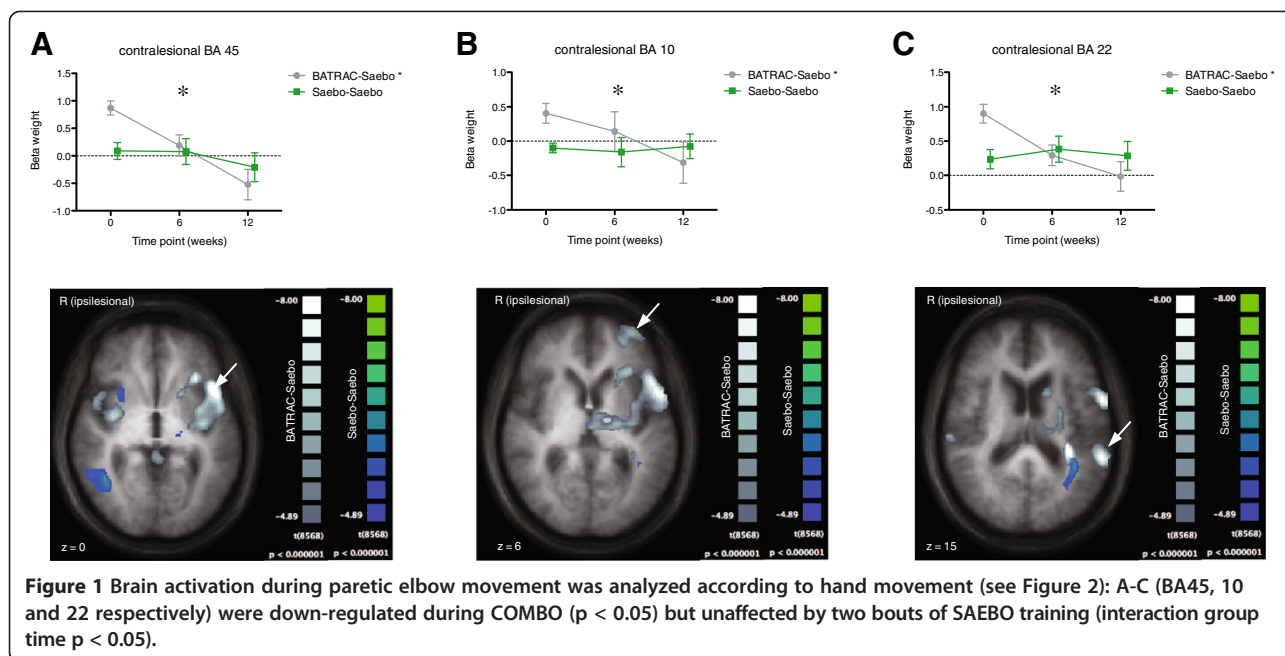 A
contralesional BA 45
1.5
1.0
0.5
0.0
-0.5
-1.0
Beta weight
0
6
12
Time point (weeks)
*
BATRAC-Saebo *
Saebo-Saebo
B
contralesional BA 10
1.0
0.5
0.0
-0.5
-1.0
Beta weight
0
6
12
Time point (weeks)
*
BATRAC-Saebo *
Saebo-Saebo
C
contralesional BA 22
1.5
1.0
0.5
0.0
-0.5
Beta weight
0
6
12
Time point (weeks)
*
BATRAC-Saebo *
Saebo-Saebo
R (ipsilesional)
z = 0
-8.00
BATRAC-Saebo
-4.89
-8.00
Saebo-Saebo
-4.89
t(8568)
t(8568)
p < 0.000001
p < 0.000001
R (ipsilesional)
z = 6
-8.00
BATRAC-Saebo
-4.89
-8.00
Saebo-Saebo
-4.89
t(8568)
t(8568)
p < 0.000001
p < 0.000001
R (ipsilesional)
z = 15
-8.00
BATRAC-Saebo
-4.89
-8.00
Saebo-Saebo
-4.89
t(8568)
t(8568)
p < 0.000001
p < 0.000001
Figure 1 Brain activation during paretic elbow movement was analyzed according to hand movement (see Figure 2): A-C (BA45, 10
and 22 respectively) were down-regulated during COMBO (p < 0.05) but unaffected by two bouts of SAEBO training (interaction group
time p < 0.05).